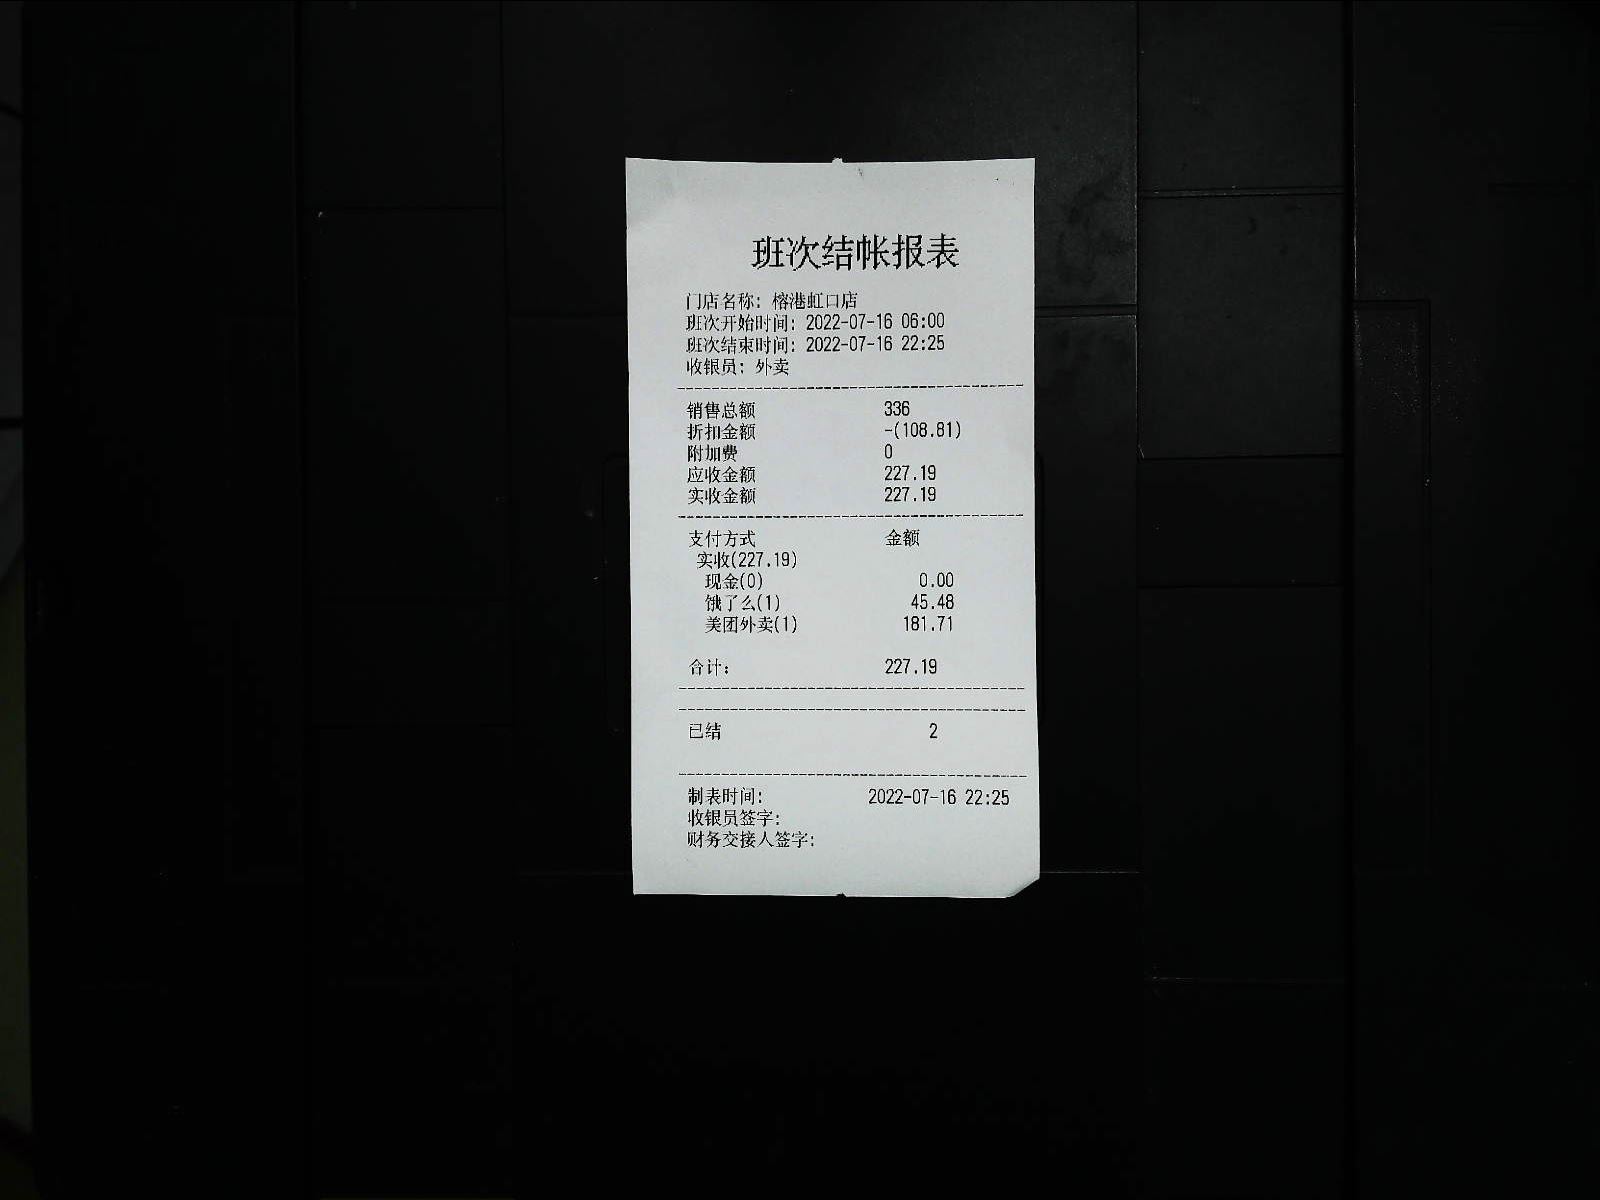 班次结帐报表
门店名称: 榕港虹口店
班次开始时间: 2022-07-16 06:00
班次结束时间: 2022-07-16 22:25
收银员: 外卖
销售总额 336
折扣金额 -(108.81)
附加费 0
应收金额 227.19
实收金额 227.19
支付方式 金额
实收(227.19)
现金(0) 0.00
饿了么(1) 45.48
美团外卖(1) 181.71
合计: 227.19
已结 2
制表时间: 2022-07-16 22:25
收银员签字:
财务交接人签字: